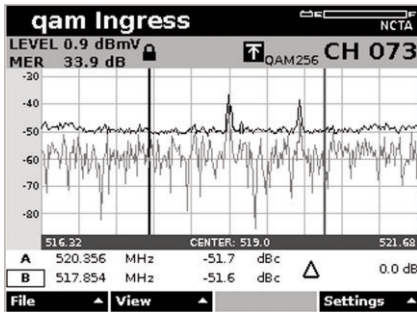 qam Ingress
NCTA
LEVEL 0.9 dBmV
MER 33.9 dB
QAM256
CH 073
-30
-40
-50
-60
-70
-80
516.32 CENTER: 519.0 521.68
A 520.356 MHz -51.7 dBc
B 517.854 MHz -51.6 dBc
Δ 0.0 dB
File View Settings